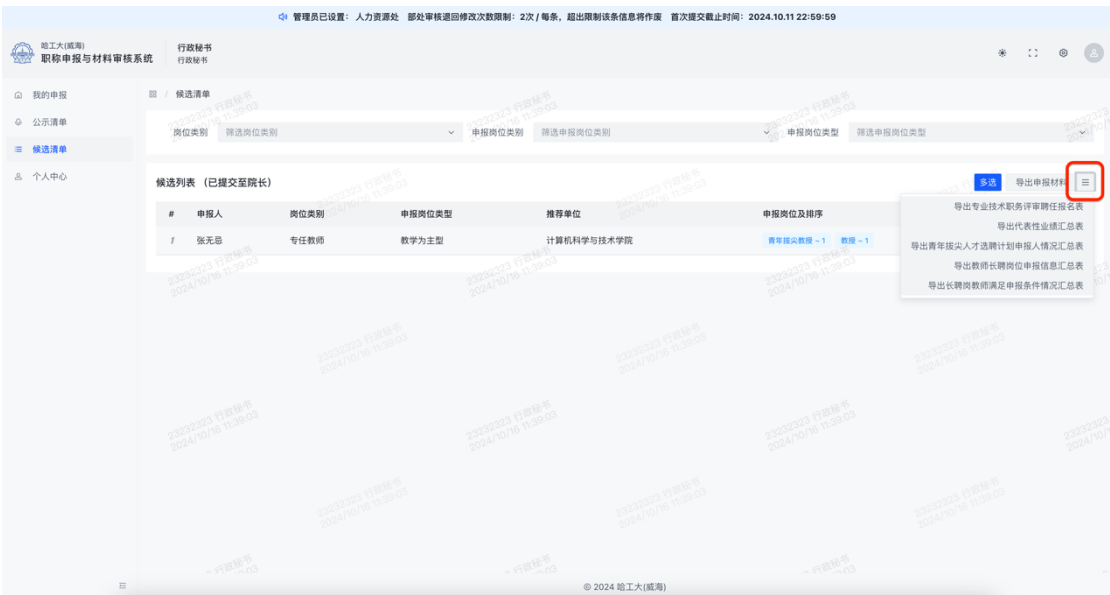 管理员已设置： 人力资源处 部处审核退回修改次数限制：2次 / 每条，超出限制该条信息将作废 首次提交截止时间：2024.10.11 22:59:59
哈工大(威海)
职称申报与材料审核系统
行政秘书
行政秘书
我的申报
公示清单
候选清单
个人中心
/ 候选清单
岗位类别 筛选岗位类别 申报岗位类别 筛选申报岗位类别 申报岗位类型 筛选申报岗位类型
候选列表 （已提交至院长）
多选 导出申报材料
导出专业技术职务评审聘任报名表
导出代表性业绩汇总表
导出青年拔尖人才选聘计划申报人情况汇总表
导出教师长聘岗位申报信息汇总表
导出长聘岗教师满足申报条件情况汇总表
# 申报人 岗位类别 申报岗位类型 推荐单位 申报岗位及排序
1 张无忌 专任教师 教学为主型 计算机科学与技术学院 青年拔尖教授 ~ 1 教授 ~ 1
23232323 行政秘书
2024/10/16 11:39:03
© 2024 哈工大(威海)